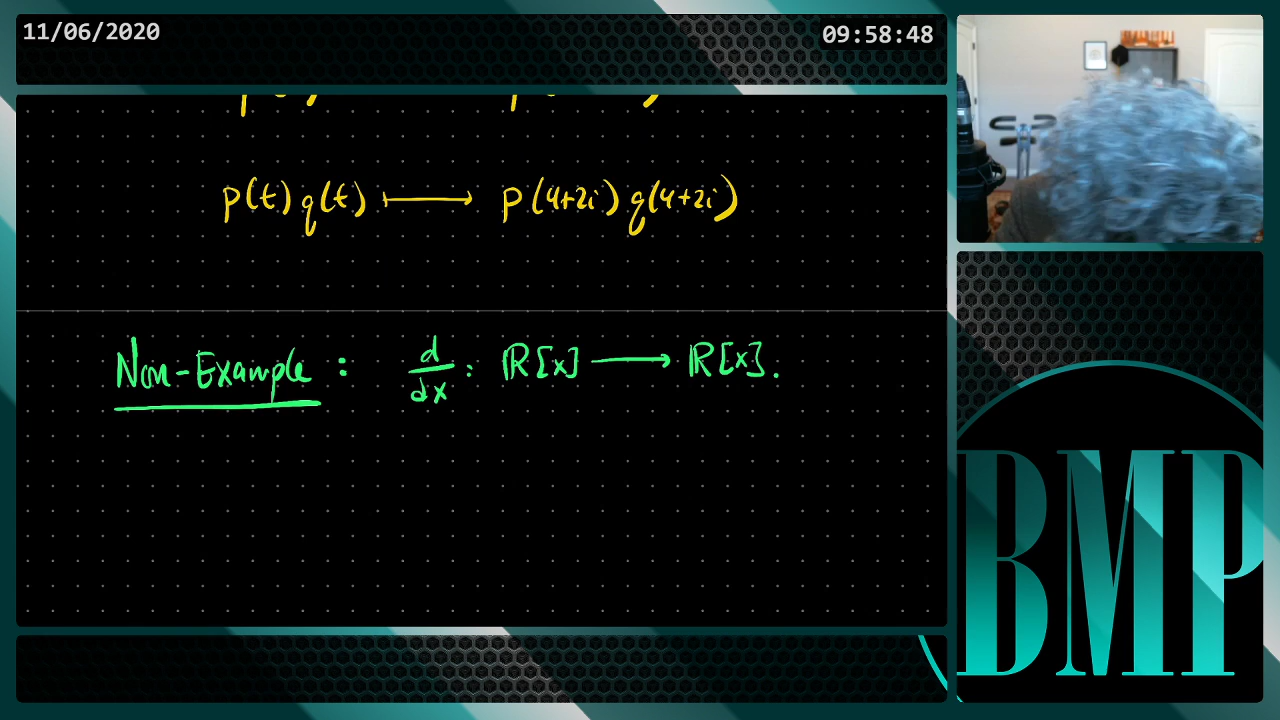 11/06/2020
09:58:48
p(t) q(t) ⟼ p(4+2i) q(4+2i)
Non-Example : d/dx : ℝ[x] ⟶ ℝ[x].
BMP